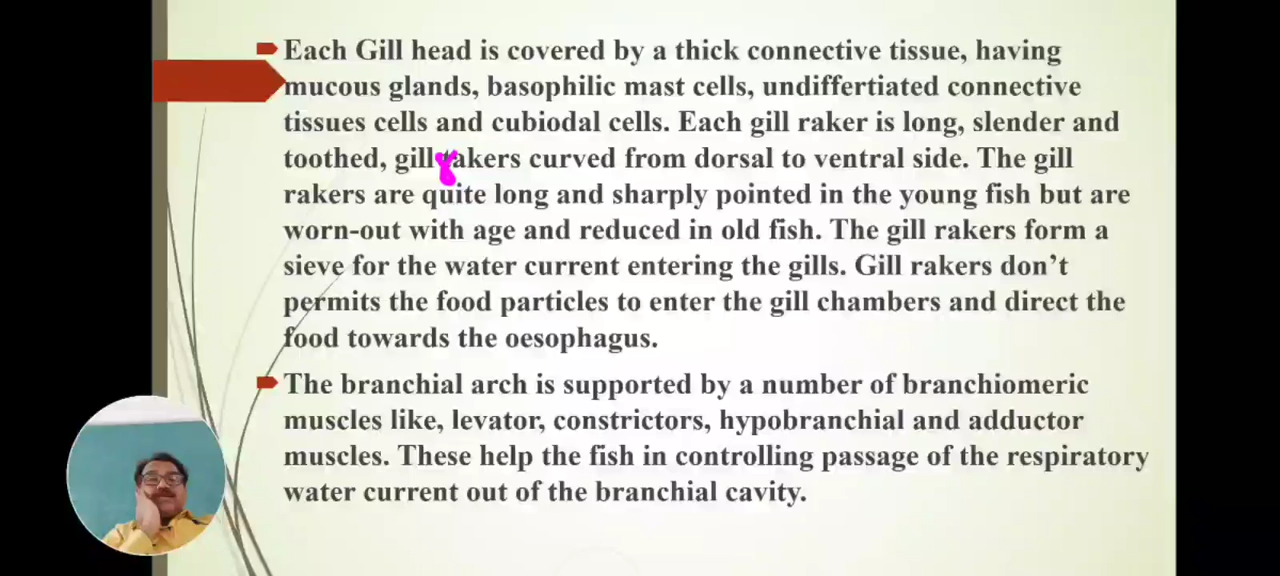 Each Gill head is covered by a thick connective tissue, having
mucous glands, basophilic mast cells, undiffertiated connective
tissues cells and cubiodal cells. Each gill raker is long, slender and
toothed, gill rakers curved from dorsal to ventral side. The gill
rakers are quite long and sharply pointed in the young fish but are
worn-out with age and reduced in old fish. The gill rakers form a
sieve for the water current entering the gills. Gill rakers don’t
permits the food particles to enter the gill chambers and direct the
food towards the oesophagus.
The branchial arch is supported by a number of branchiomeric
muscles like, levator, constrictors, hypobranchial and adductor
muscles. These help the fish in controlling passage of the respiratory
water current out of the branchial cavity.